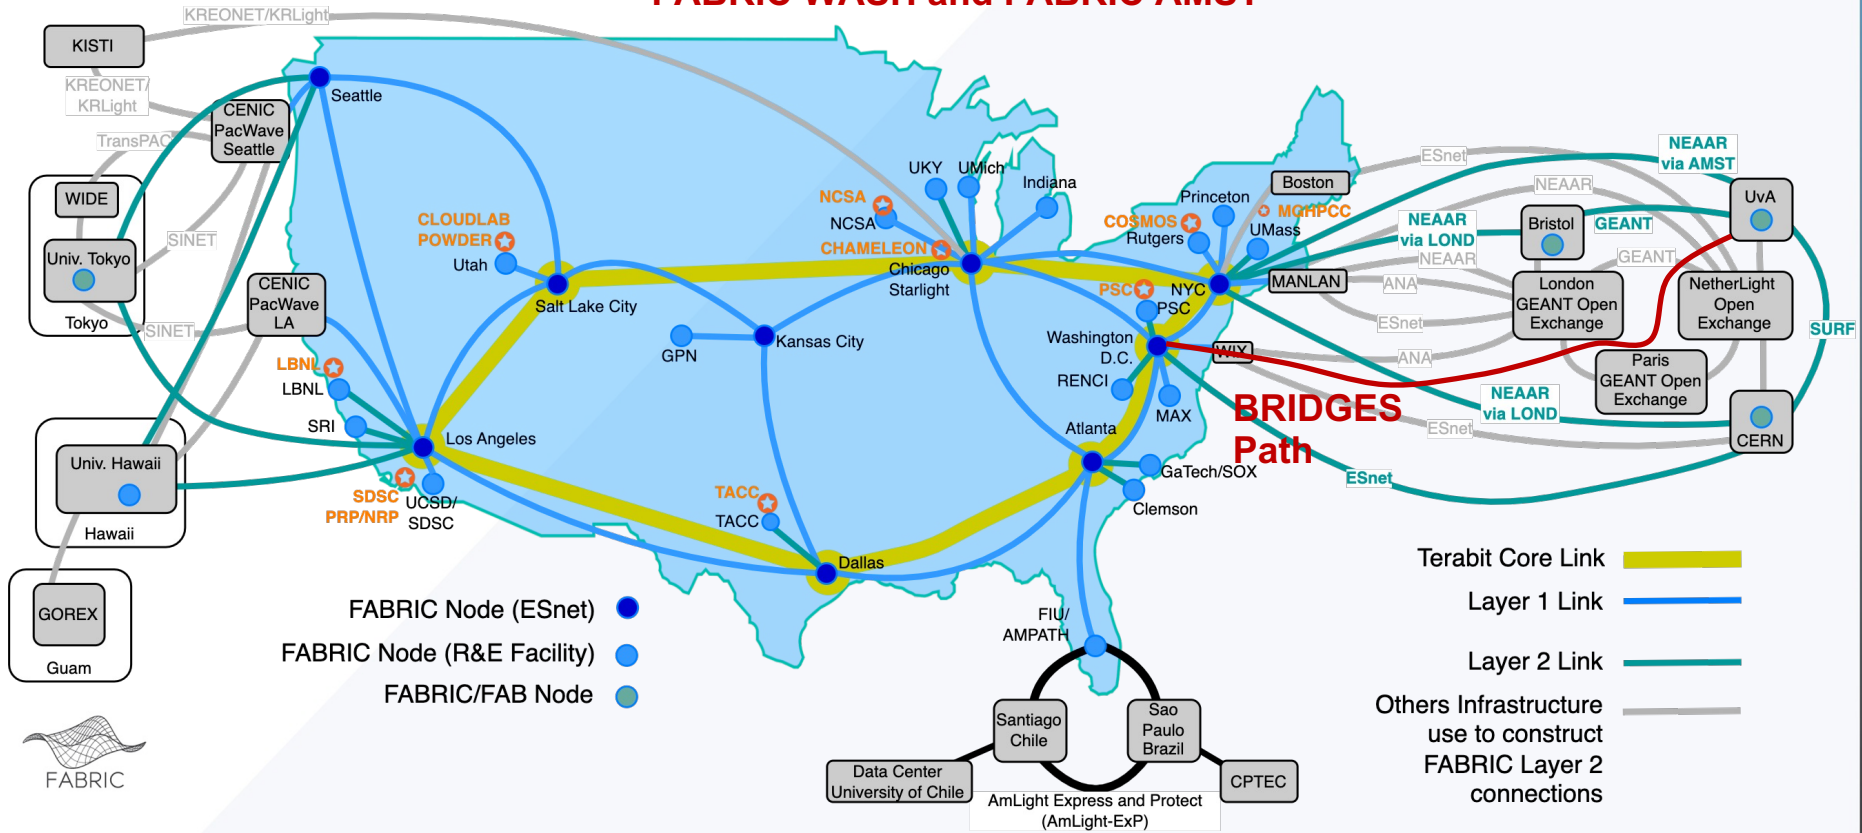 FABRIC WASH and FABRIC AMST
KREONET/KRLight
KISTI
KREONET/
KRLight
TransPAC
CENIC
PacWave
Seattle
Seattle
WIDE
Univ. Tokyo
Tokyo
SINET
SINET
CENIC
PacWave
LA
LBNL
LBNL
SRI
Los Angeles
SDSC
PRP/NRP
UCSD/
SDSC
Univ. Hawaii
Hawaii
GOREX
Guam
FABRIC
CLOUDLAB
POWDER
Utah
Salt Lake City
GPN
Kansas City
TACC
TACC
Dallas
NCSA
NCSA
CHAMELEON
Chicago
Starlight
UKY
UMich
Indiana
Princeton
COSMOS
Rutgers
MGHPCC
UMass
Boston
PSC
PSC
NYC
MANLAN
Washington
D.C.
WIX
RENCI
MAX
Atlanta
GaTech/SOX
Clemson
FIU/
AMPATH
Santiago
Chile
Sao
Paulo
Brazil
Data Center
University of Chile
CPTEC
AmLight Express and Protect
(AmLight-ExP)
BRIDGES
Path
ESnet
NEAAR
via AMST
NEAAR
NEAAR
via LOND
NEAAR
ANA
ESnet
ANA
NEAAR
via LOND
ESnet
ESnet
Bristol
GEANT
GEANT
UvA
London
GEANT Open
Exchange
NetherLight
Open
Exchange
Paris
GEANT Open
Exchange
SURF
CERN
FABRIC Node (ESnet)
FABRIC Node (R&E Facility)
FABRIC/FAB Node
Terabit Core Link
Layer 1 Link
Layer 2 Link
Others Infrastructure
use to construct
FABRIC Layer 2
connections